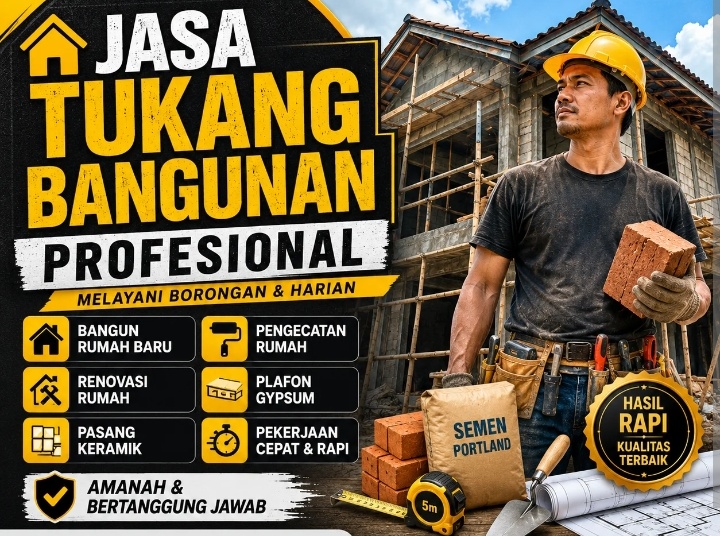 JASA
TUKANG
BANGUNAN
PROFESIONAL
MELAYANI BORONGAN & HARIAN
BANGUN
RUMAH BARU
PENGECATAN
RUMAH
RENOVASI
RUMAH
PLAFON
GYPSUM
PASANG
KERAMIK
PEKERJAAN
CEPAT & RAPI
AMANAH &
BERTANGGUNG JAWAB
SEMEN
PORTLAND
5m
HASIL
RAPI
KUALITAS
TERBAIK